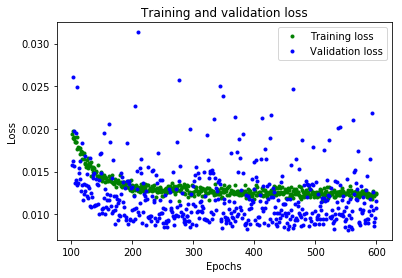 Training and validation loss
Training loss
Validation loss
Loss
0.030
0.025
0.020
0.015
0.010
100
200
300
400
500
600
Epochs